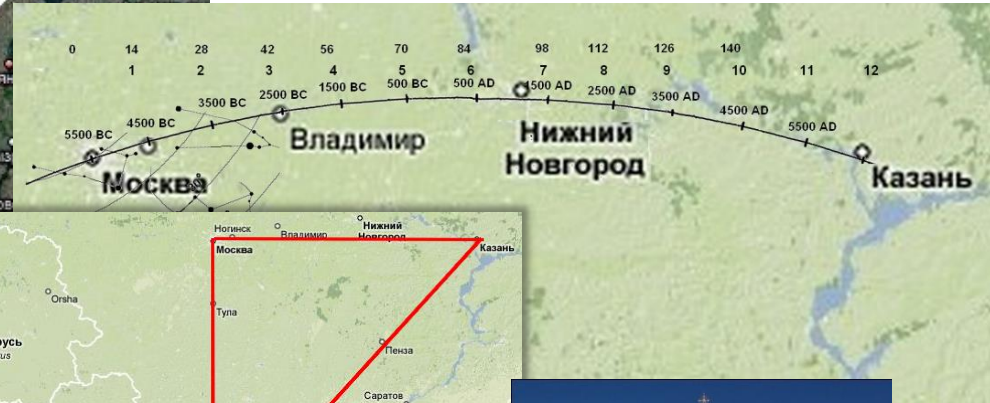 0 14 28 42 56 70 84 98 112 126 140
1 2 3 4 5 6 7 8 9 10 11 12
5500 BC 4500 BC 3500 BC 2500 BC 1500 BC 500 BC 500 AD 1500 AD 2500 AD 3500 AD 4500 AD 5500 AD
Москва
Владимир
Нижний
Новгород
Казань
Ногинск
Владимир
Нижний
Новгород
Москва
Казань
Orsha
Тула
Пенза
Саратов